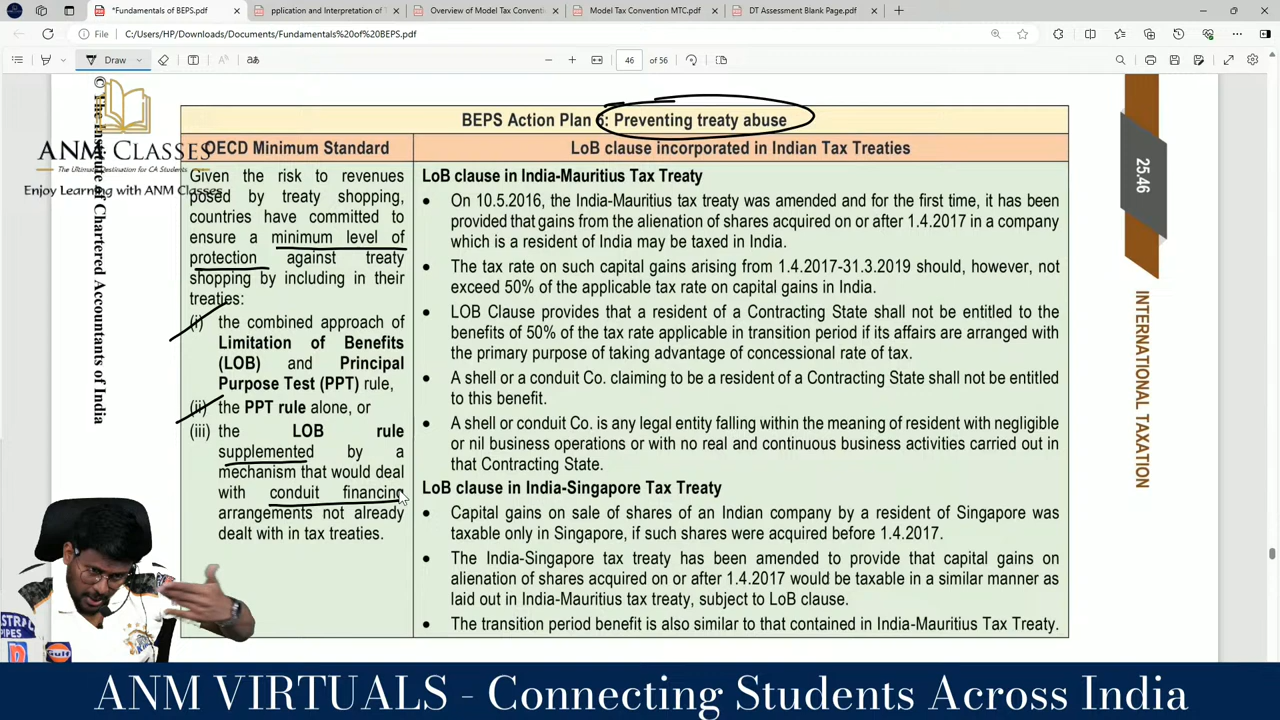 *Fundamentals of BEPS.pdf
pplication and Interpretation of T
Overview of Model Tax Conventi
Model Tax Convention MTC.pdf
DT Assessment Blank Page.pdf
File
C:/Users/HP/Downloads/Documents/Fundamentals%20of%20BEPS.pdf
Draw
46
of 56
© The Institute of Chartered Accountants of India
ANM CLASSES
The Ultimate Destination for CA Students
Enjoy Learning with ANM Classes
BEPS Action Plan 6: Preventing treaty abuse
OECD Minimum Standard
Given the risk to revenues
posed by treaty shopping,
countries have committed to
ensure a minimum level of
protection against treaty
shopping by including in their
treaties:
(i) the combined approach of
Limitation of Benefits
(LOB) and Principal
Purpose Test (PPT) rule,
(ii) the PPT rule alone, or
(iii) the LOB rule
supplemented by a
mechanism that would deal
with conduit financing
arrangements not already
dealt with in tax treaties.
LoB clause incorporated in Indian Tax Treaties
LoB clause in India-Mauritius Tax Treaty
• On 10.5.2016, the India-Mauritius tax treaty was amended and for the first time, it has been
provided that gains from the alienation of shares acquired on or after 1.4.2017 in a company
which is a resident of India may be taxed in India.
• The tax rate on such capital gains arising from 1.4.2017-31.3.2019 should, however, not
exceed 50% of the applicable tax rate on capital gains in India.
• LOB Clause provides that a resident of a Contracting State shall not be entitled to the
benefits of 50% of the tax rate applicable in transition period if its affairs are arranged with
the primary purpose of taking advantage of concessional rate of tax.
• A shell or a conduit Co. claiming to be a resident of a Contracting State shall not be entitled
to this benefit.
• A shell or a conduit Co. is any legal entity falling within the meaning of resident with negligible
or nil business operations or with no real and continuous business activities carried out in
that Contracting State.
LoB clause in India-Singapore Tax Treaty
• Capital gains on sale of shares of an Indian company by a resident of Singapore was
taxable only in Singapore, if such shares were acquired before 1.4.2017.
• The India-Singapore tax treaty has been amended to provide that capital gains on
alienation of shares acquired on or after 1.4.2017 would be taxable in a similar manner as
laid out in India-Mauritius tax treaty, subject to LoB clause.
• The transition period benefit is also similar to that contained in India-Mauritius Tax Treaty.
25.46
INTERNATIONAL TAXATION
PIPES
Gulf
ANM VIRTUALS - Connecting Students Across India